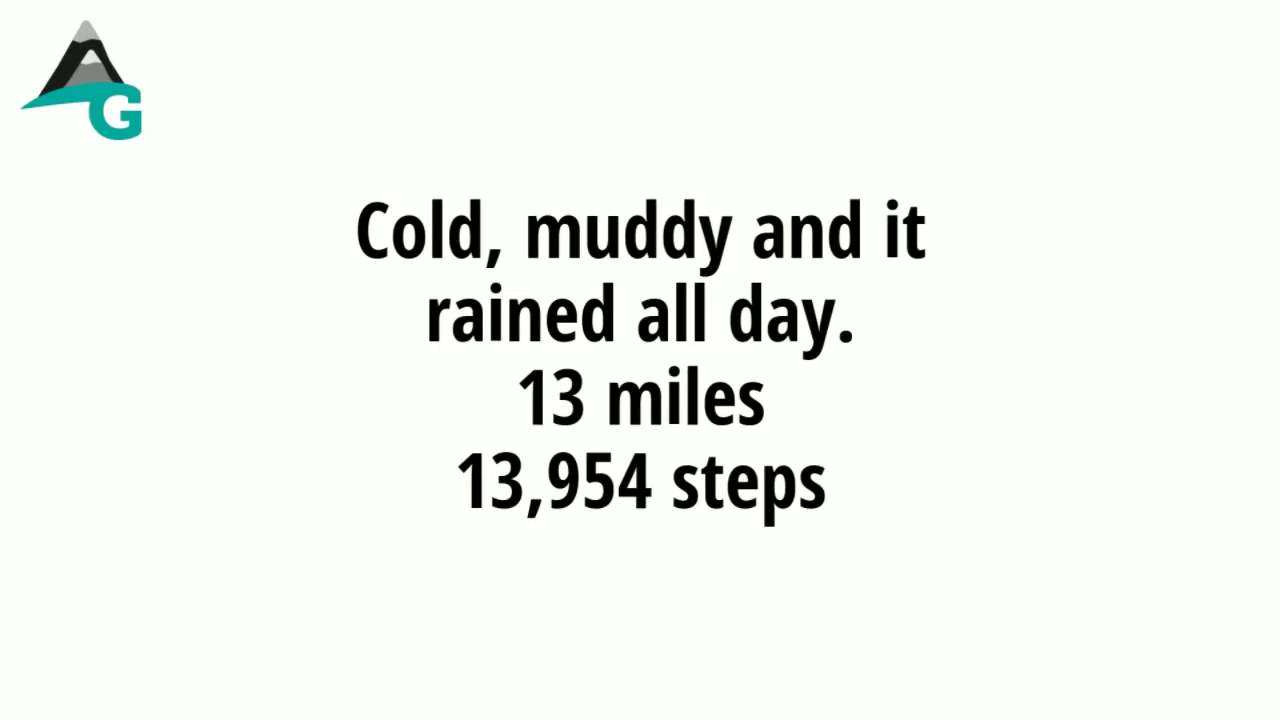 G
Cold, muddy and it
rained all day.
13 miles
13,954 steps